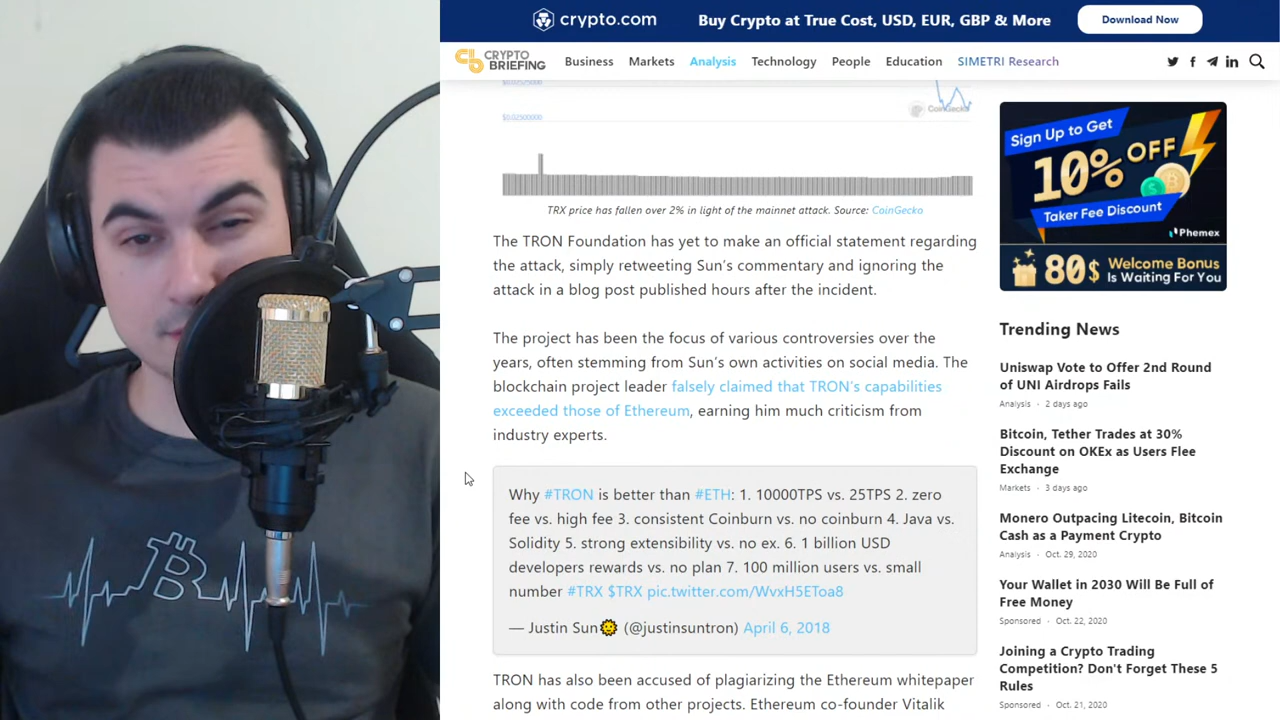 crypto.com
Buy Crypto at True Cost, USD, EUR, GBP & More
Download Now
CRYPTO
BRIEFING
Business
Markets
Analysis
Technology
People
Education
SIMETRI Research
$0.02500000
CoinGecko
TRX price has fallen over 2% in light of the mainnet attack. Source: CoinGecko
The TRON Foundation has yet to make an official statement regarding
the attack, simply retweeting Sun's commentary and ignoring the
attack in a blog post published hours after the incident.
The project has been the focus of various controversies over the
years, often stemming from Sun's own activities on social media. The
blockchain project leader falsely claimed that TRON's capabilities
exceeded those of Ethereum, earning him much criticism from
industry experts.
Why #TRON is better than #ETH: 1. 10000TPS vs. 25TPS 2. zero
fee vs. high fee 3. consistent Coinburn vs. no coinburn 4. Java vs.
Solidity 5. strong extensibility vs. no ex. 6. 1 billion USD
developers rewards vs. no plan 7. 100 million users vs. small
number #TRX $TRX pic.twitter.com/WvxH5EToa8
— Justin Sun🌞 (@justinsuntron) April 6, 2018
TRON has also been accused of plagiarizing the Ethereum whitepaper
along with code from other projects. Ethereum co-founder Vitalik
Sign Up to Get
10% OFF
Taker Fee Discount
Phemex
80$ Welcome Bonus
Is Waiting For You
Trending News
Uniswap Vote to Offer 2nd Round
of UNI Airdrops Fails
Analysis · 2 days ago
Bitcoin, Tether Trades at 30%
Discount on OKEx as Users Flee
Exchange
Markets · 3 days ago
Monero Outpacing Litecoin, Bitcoin
Cash as a Payment Crypto
Analysis · Oct. 29, 2020
Your Wallet in 2030 Will Be Full of
Free Money
Sponsored · Oct. 22, 2020
Joining a Crypto Trading
Competition? Don't Forget These 5
Rules
Sponsored · Oct. 21, 2020